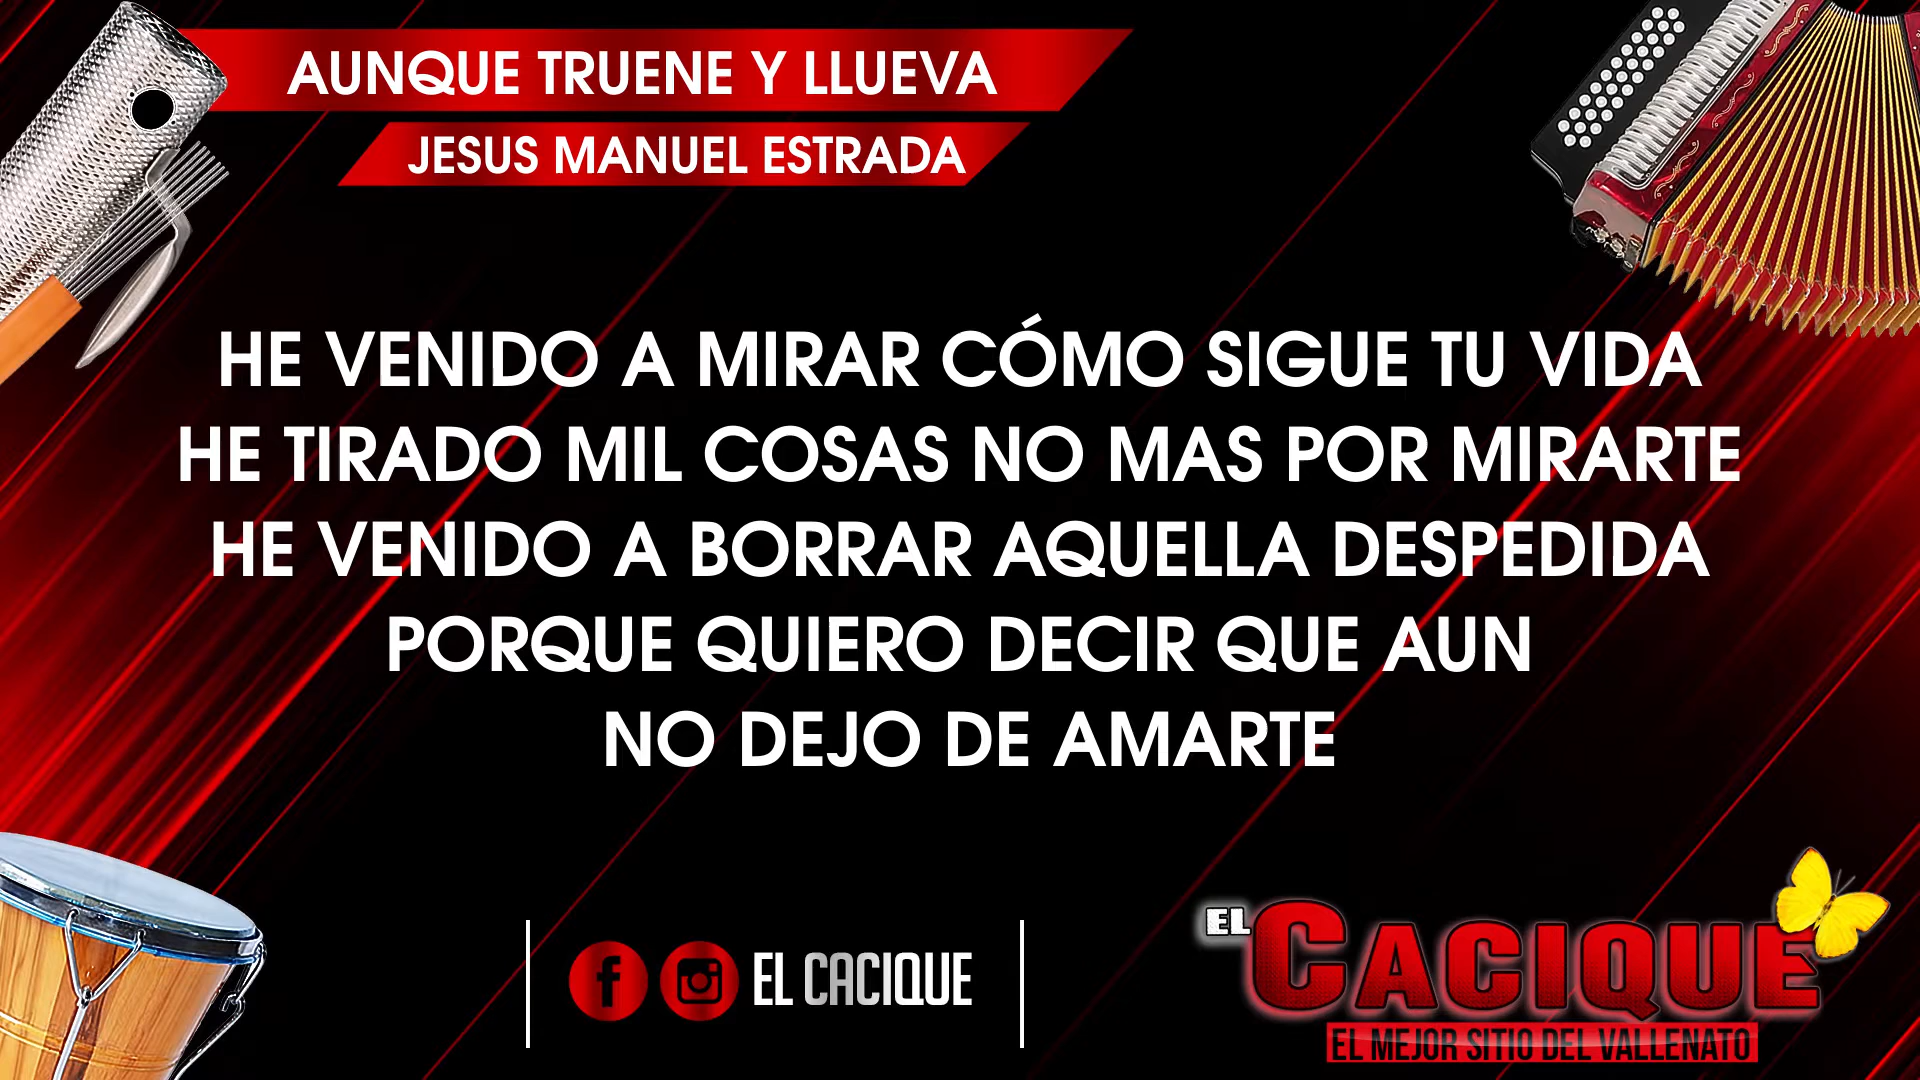 AUNQUE TRUENE Y LLUEVA
JESUS MANUEL ESTRADA
HE VENIDO A MIRAR CÓMO SIGUE TU VIDA
HE TIRADO MIL COSAS NO MAS POR MIRARTE
HE VENIDO A BORRAR AQUELLA DESPEDIDA
PORQUE QUIERO DECIR QUE AUN
NO DEJO DE AMARTE
EL CACIQUE
EL CACIQUE
EL MEJOR SITIO DEL VALLENATO